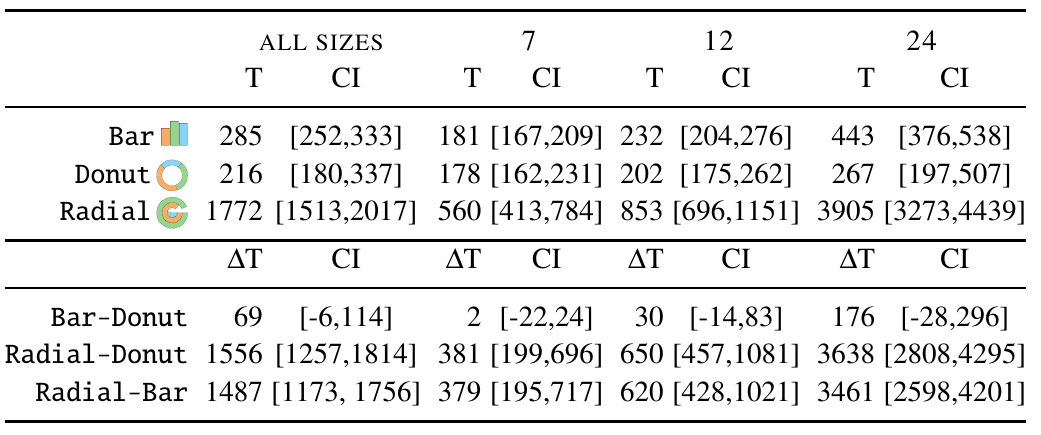 ALL SIZES 7 12 24
T CI T CI T CI T CI
Bar 285 [252,333] 181 [167,209] 232 [204,276] 443 [376,538]
Donut 216 [180,337] 178 [162,231] 202 [175,262] 267 [197,507]
Radial 1772 [1513,2017] 560 [413,784] 853 [696,1151] 3905 [3273,4439]
ΔT CI ΔT CI ΔT CI ΔT CI
Bar-Donut 69 [-6,114] 2 [-22,24] 30 [-14,83] 176 [-28,296]
Radial-Donut 1556 [1257,1814] 381 [199,696] 650 [457,1081] 3638 [2808,4295]
Radial-Bar 1487 [1173, 1756] 379 [195,717] 620 [428,1021] 3461 [2598,4201]